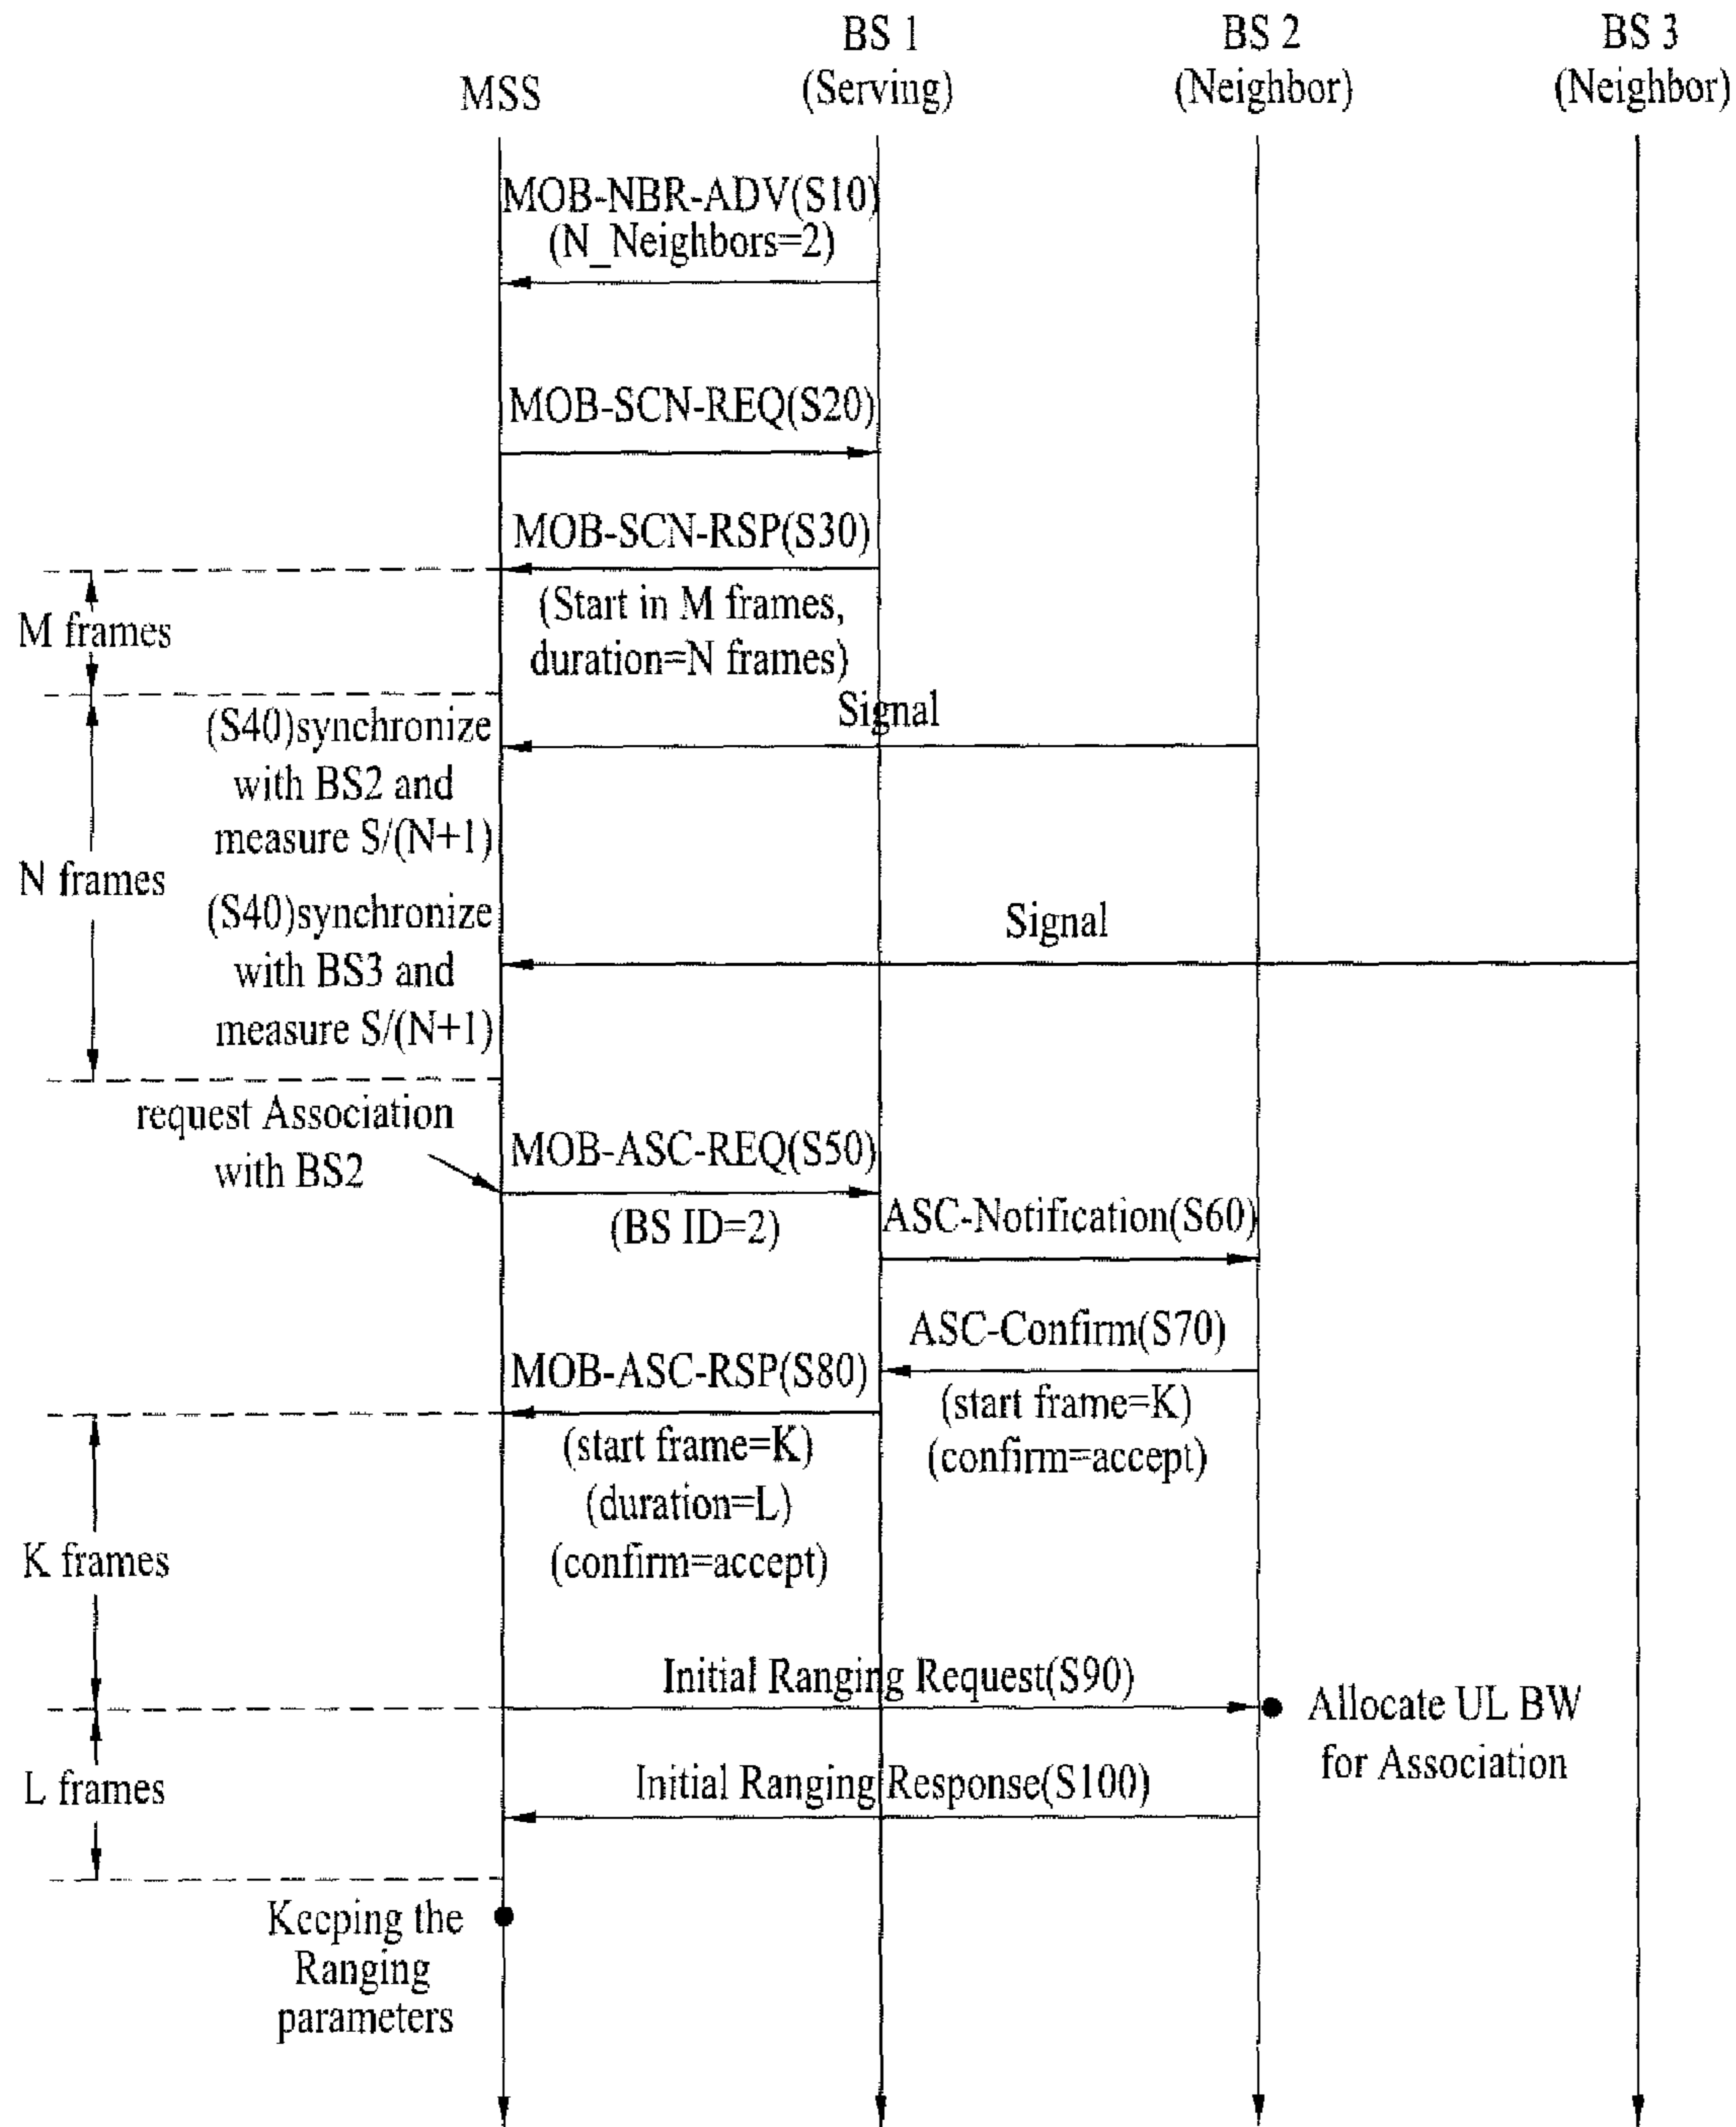 BS 1
BS 2
BS 3
MSS
(Serving)
(Neighbor)
(Neighbor)
MOB-NBR-ADV(S10)
(N_Neighbors=2)
MOB-SCN-REQ(S20)
MOB-SCN-RSP(S30)
(Start in M frames,
duration=N frames)
M frames
Signal
(S40)synchronize
with BS2 and
measure S/(N+1)
N frames
(S40)synchronize
with BS3 and
measure S/(N+1)
Signal
request Association
with BS2
MOB-ASC-REQ(S50)
(BS ID=2)
ASC-Notification(S60)
ASC-Confirm(S70)
(start frame=K)
(confirm=accept)
MOB-ASC-RSP(S80)
(start frame=K)
(duration=L)
(confirm=accept)
K frames
Initial Ranging Request(S90)
Allocate UL BW
for Association
L frames
Initial Ranging Response(S100)
Keeping the
Ranging
parameters